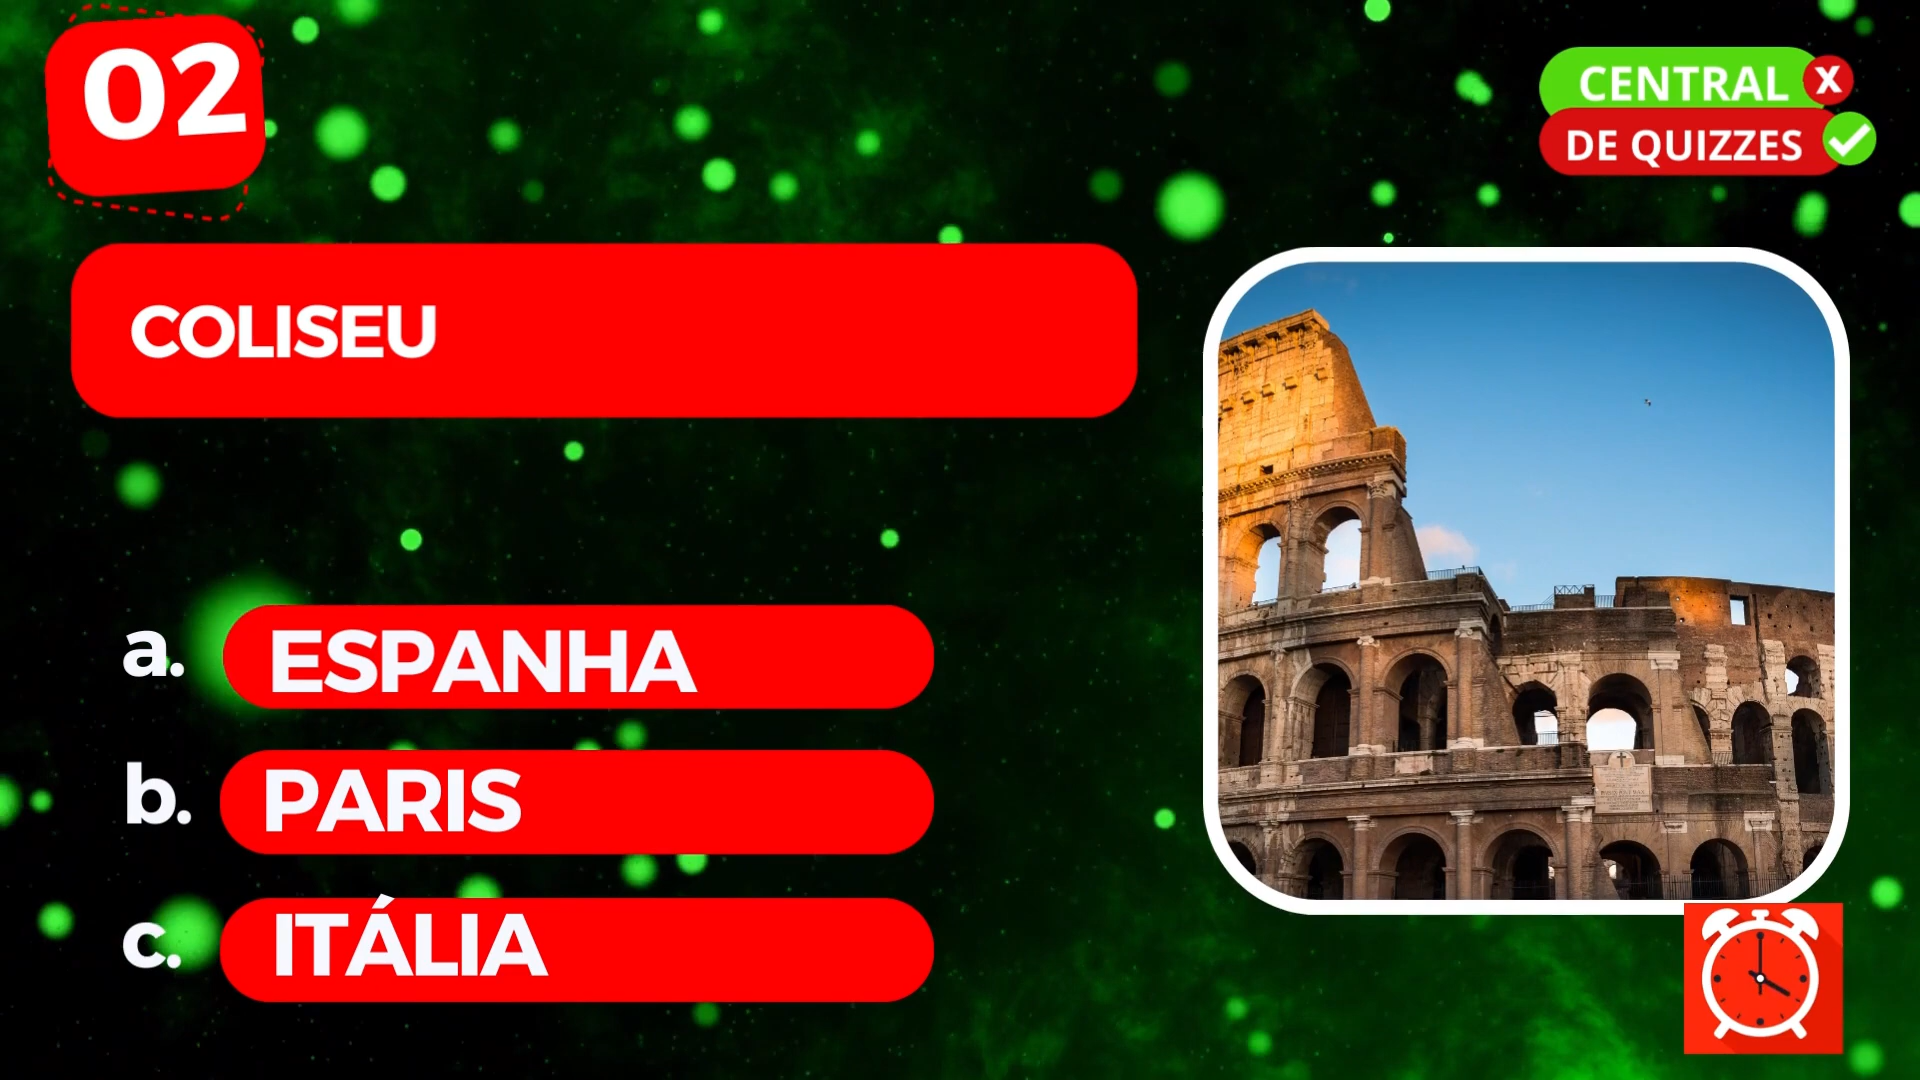 02
CENTRAL X
DE QUIZZES
COLISEU
a. ESPANHA
b. PARIS
c. ITÁLIA